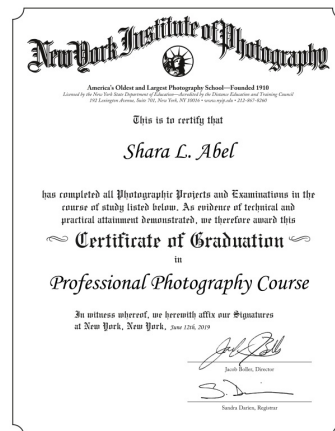 New York Institute of Photography
America's Oldest and Largest Photography School—Founded 1910
Licensed by the New York State Department of Education—Accredited by the Distance Education and Training Council
211 Lexington Avenue, Suite 701, New York, NY 10016 • www.nyip.edu • 212-867-8260
This is to certify that
Shara L. Abel
has completed all Photographic Projects and Examinations in the
course of study listed below. As evidence of technical and
practical attainment demonstrated, we therefore award this
Certificate of Graduation
in
Professional Photography Course
In witness whereof, we herewith affix our Signatures
at New York, New York, June 12th, 2019
Jacob Bolles, Director
Sandra Darien, Registrar